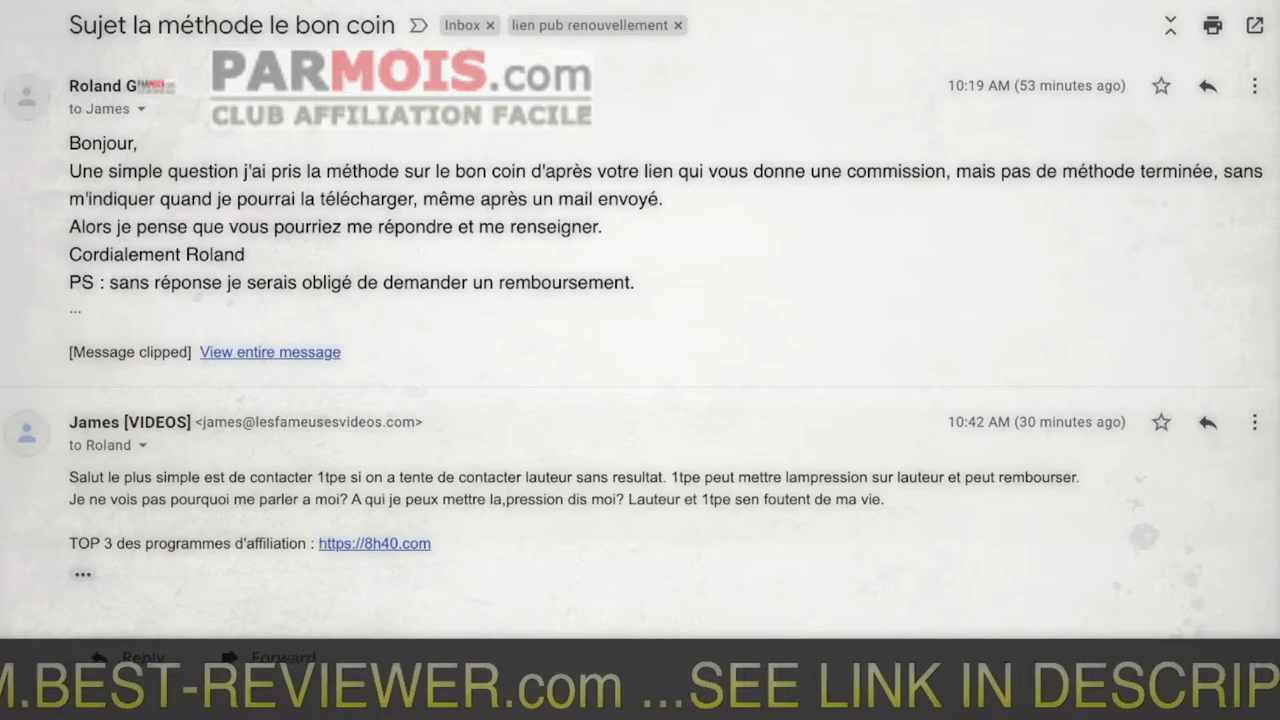 Sujet la méthode le bon coin Inbox × lien pub renouvellement ×
PARMOIS.com
CLUB AFFILIATION FACILE
Roland G 10:19 AM (53 minutes ago)
to James
Bonjour,
Une simple question j'ai pris la méthode sur le bon coin d'après votre lien qui vous donne une commission, mais pas de méthode terminée, sans
m'indiquer quand je pourrai la télécharger, même après un mail envoyé.
Alors je pense que vous pourriez me répondre et me renseigner.
Cordialement Roland
PS : sans réponse je serais obligé de demander un remboursement.
...
[Message clipped] View entire message
James [VIDEOS] <james@lesfameusesvideos.com> 10:42 AM (30 minutes ago)
to Roland
Salut le plus simple est de contacter 1tpe si on a tente de contacter lauteur sans resultat. 1tpe peut mettre lampression sur lauteur et peut rembourser.
Je ne vois pas pourquoi me parler a moi? A qui je peux mettre la,pression dis moi? Lauteur et 1tpe sen foutent de ma vie.
TOP 3 des programmes d'affiliation : https://8h40.com
•••
Reply Forward
M.BEST-REVIEWER.com ...SEE LINK IN DESCRIP